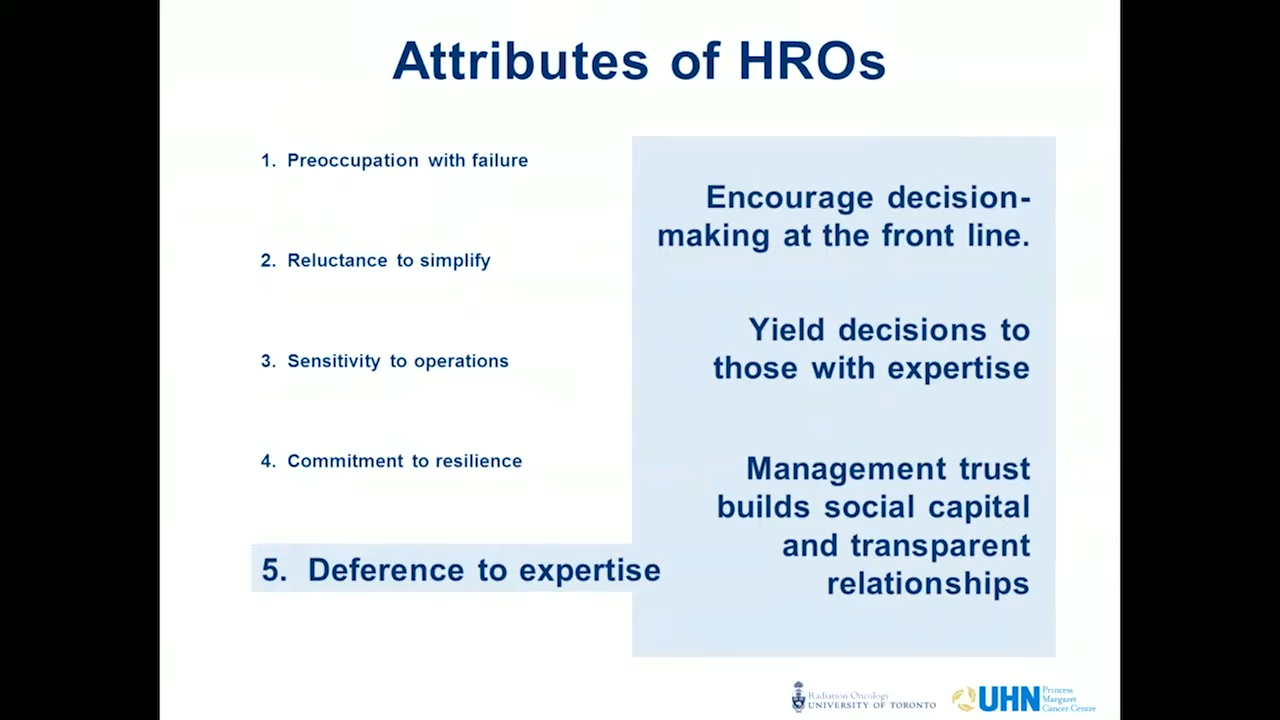 Attributes of HROs
1. Preoccupation with failure
2. Reluctance to simplify
3. Sensitivity to operations
4. Commitment to resilience
5. Deference to expertise
Encourage decision-
making at the front line.
Yield decisions to
those with expertise
Management trust
builds social capital
and transparent
relationships
Radiation Oncology
UNIVERSITY OF TORONTO
UHN
Princess
Margaret
Cancer Centre